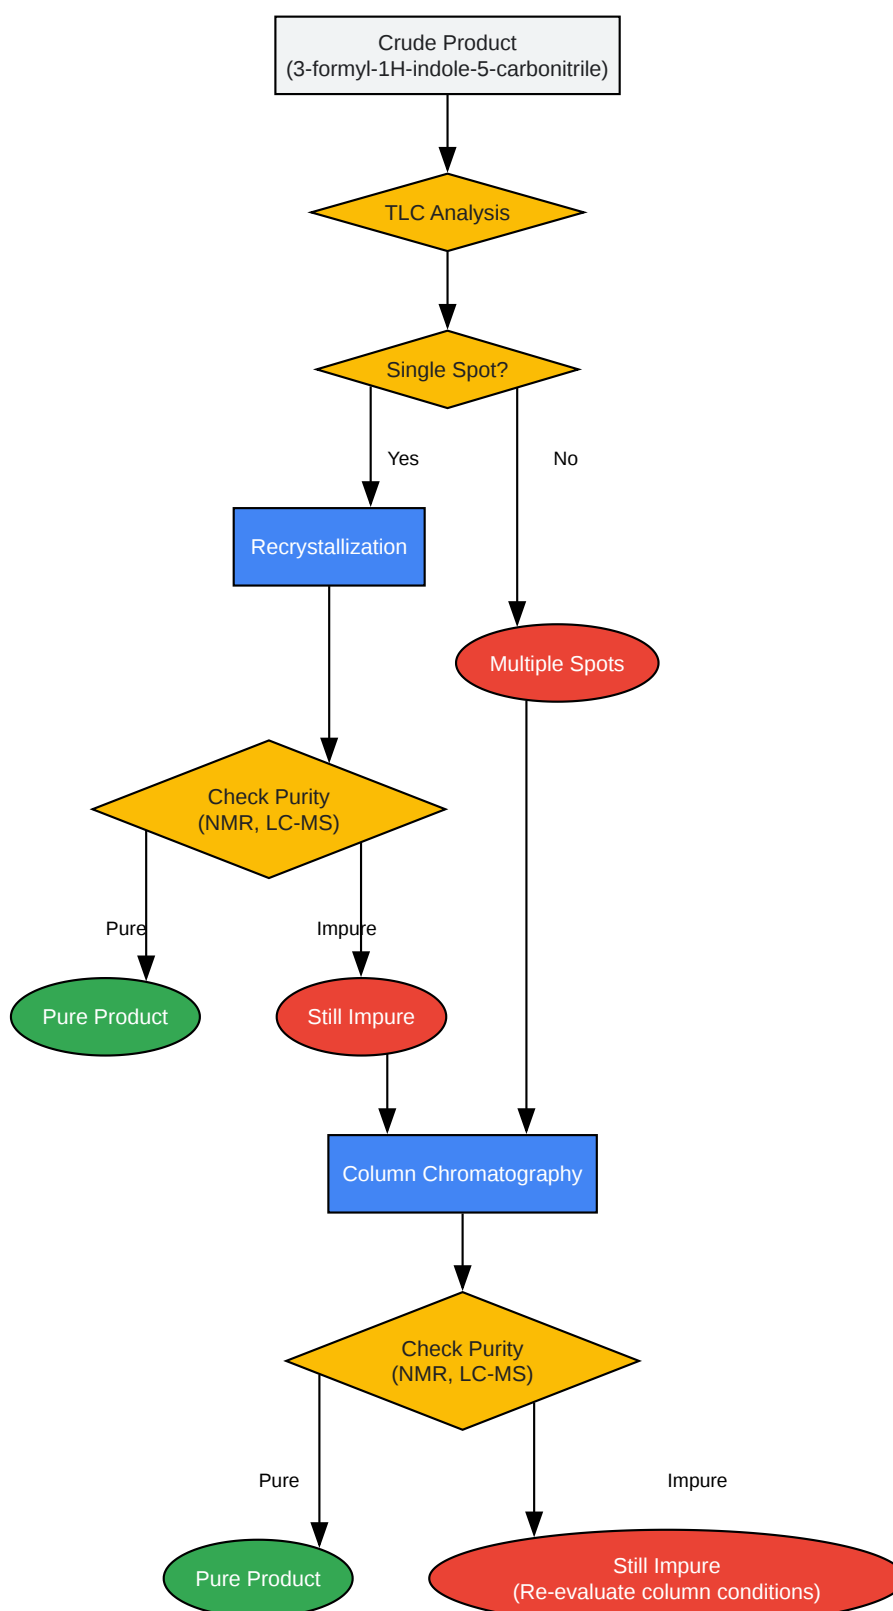 Crude Product
(3-formyl-1H-indole-5-carbonitrile)
TLC Analysis
Single Spot?
Yes
No
Recrystallization
Multiple Spots
Check Purity
(NMR, LC-MS)
Pure
Impure
Pure Product
Still Impure
Column Chromatography
Check Purity
(NMR, LC-MS)
Pure
Impure
Pure Product
Still Impure
(Re-evaluate column conditions)